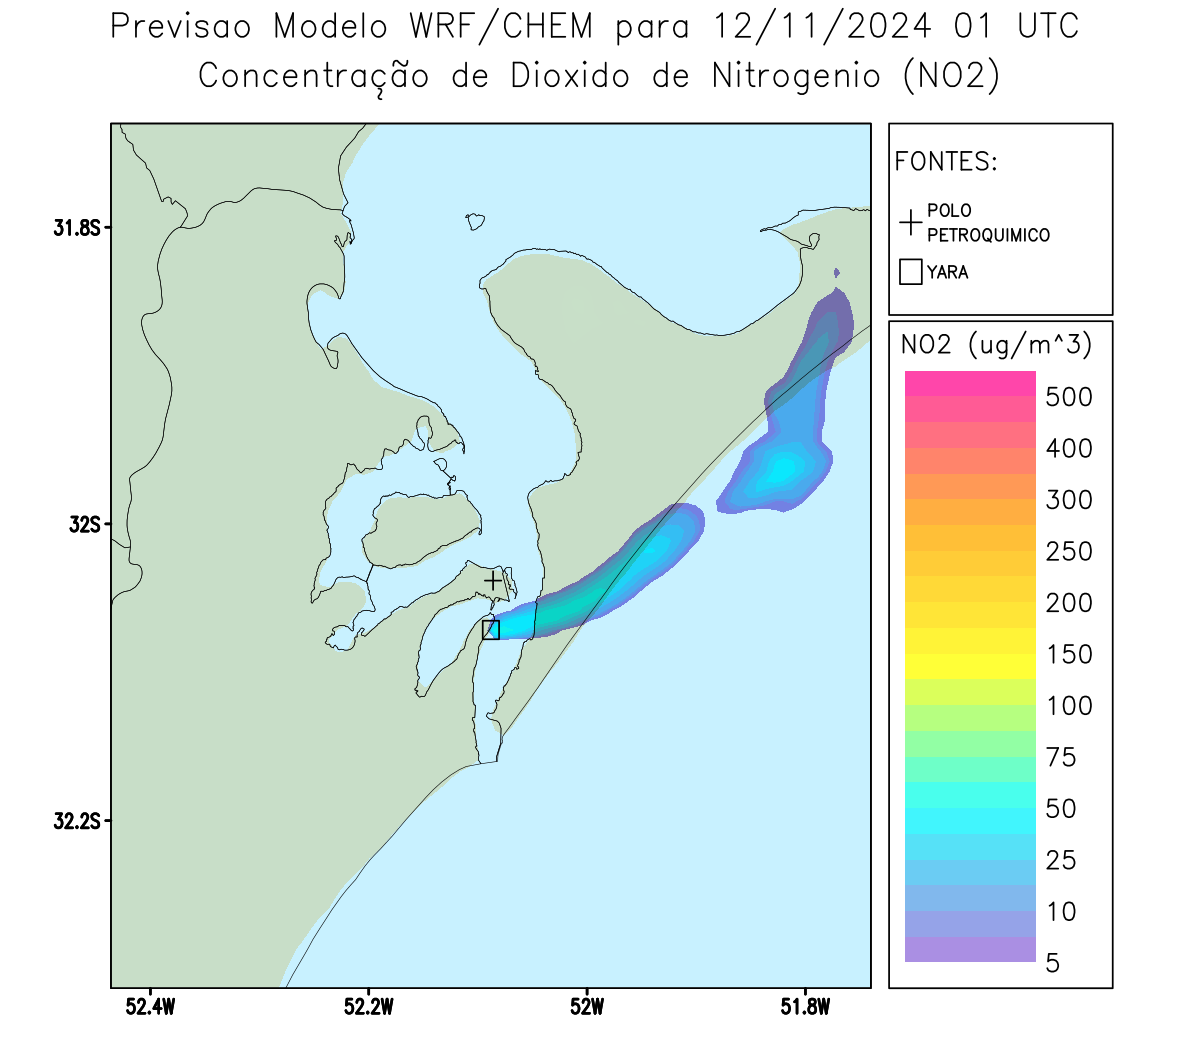 Previsao Modelo WRF/CHEM para 12/11/2024 01 UTC
Concentração de Dioxido de Nitrogenio (NO2)
FONTES:
POLO
PETROQUIMICO
YARA
NO2 (ug/m^3)
500
400
300
250
200
150
100
75
50
25
10
5
31.8S
32S
32.2S
52.4W
52.2W
52W
51.8W